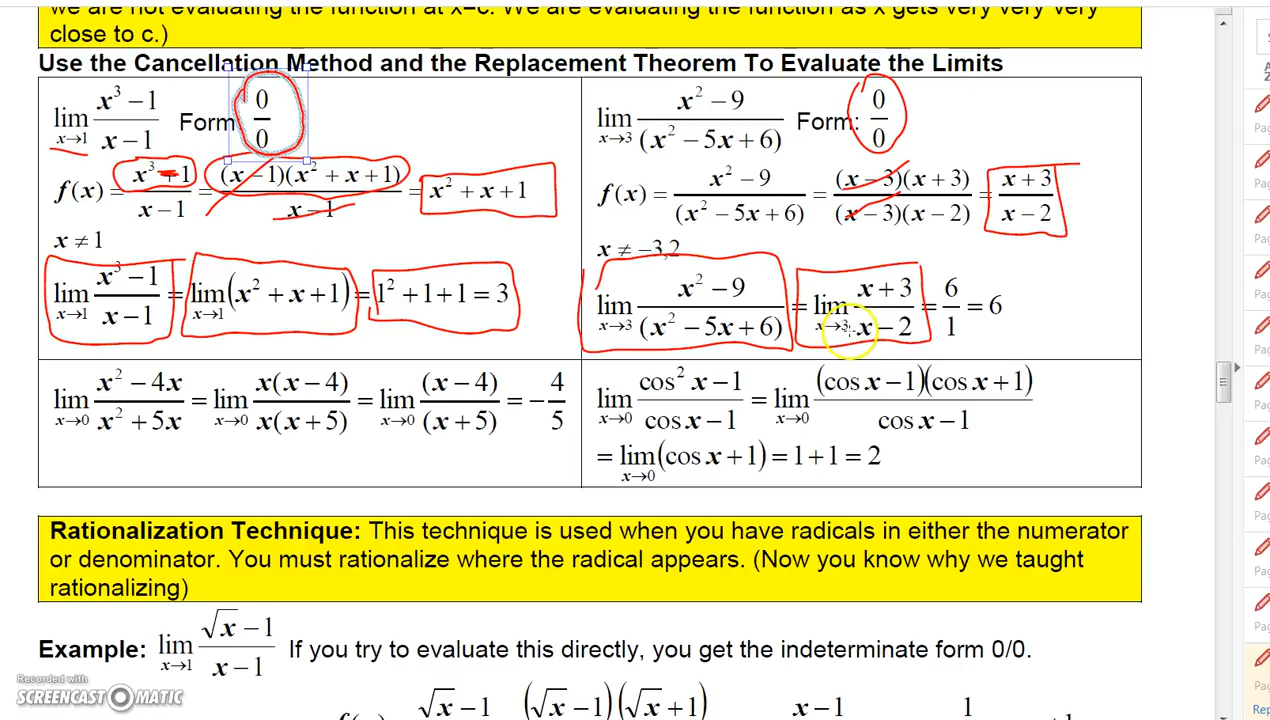 we are not evaluating the function at x=c. We are evaluating the function as x gets very very very
close to c.)
Use the Cancellation Method and the Replacement Theorem To Evaluate the Limits
lim x→1 (x³ − 1)/(x − 1) Form: 0/0
f(x) = (x³ − 1)/(x − 1) = (x − 1)(x² + x + 1)/(x − 1) = x² + x + 1
x ≠ 1
lim x→1 (x³ − 1)/(x − 1) = lim x→1 (x² + x + 1) = 1² + 1 + 1 = 3
lim x→3 (x² − 9)/(x² − 5x + 6) Form: 0/0
f(x) = (x² − 9)/(x² − 5x + 6) = (x − 3)(x + 3)/(x − 3)(x − 2) = (x + 3)/(x − 2)
x ≠ −3,2
lim x→3 (x² − 9)/(x² − 5x + 6) = lim x→3 (x + 3)/(x − 2) = 6/1 = 6
lim x→0 (x² − 4x)/(x² + 5x) = lim x→0 x(x − 4)/x(x + 5) = lim x→0 (x − 4)/(x + 5) = −4/5
lim x→0 (cos² x − 1)/(cos x − 1) = lim x→0 (cos x − 1)(cos x + 1)/(cos x − 1)
= lim x→0 (cos x + 1) = 1 + 1 = 2
Rationalization Technique: This technique is used when you have radicals in either the numerator
or denominator. You must rationalize where the radical appears. (Now you know why we taught
rationalizing)
Example: lim x→1 (√x − 1)/(x − 1) If you try to evaluate this directly, you get the indeterminate form 0/0.
√x − 1 (√x − 1)(√x + 1) x − 1 1
Recorded with
SCREENCAST O MATIC